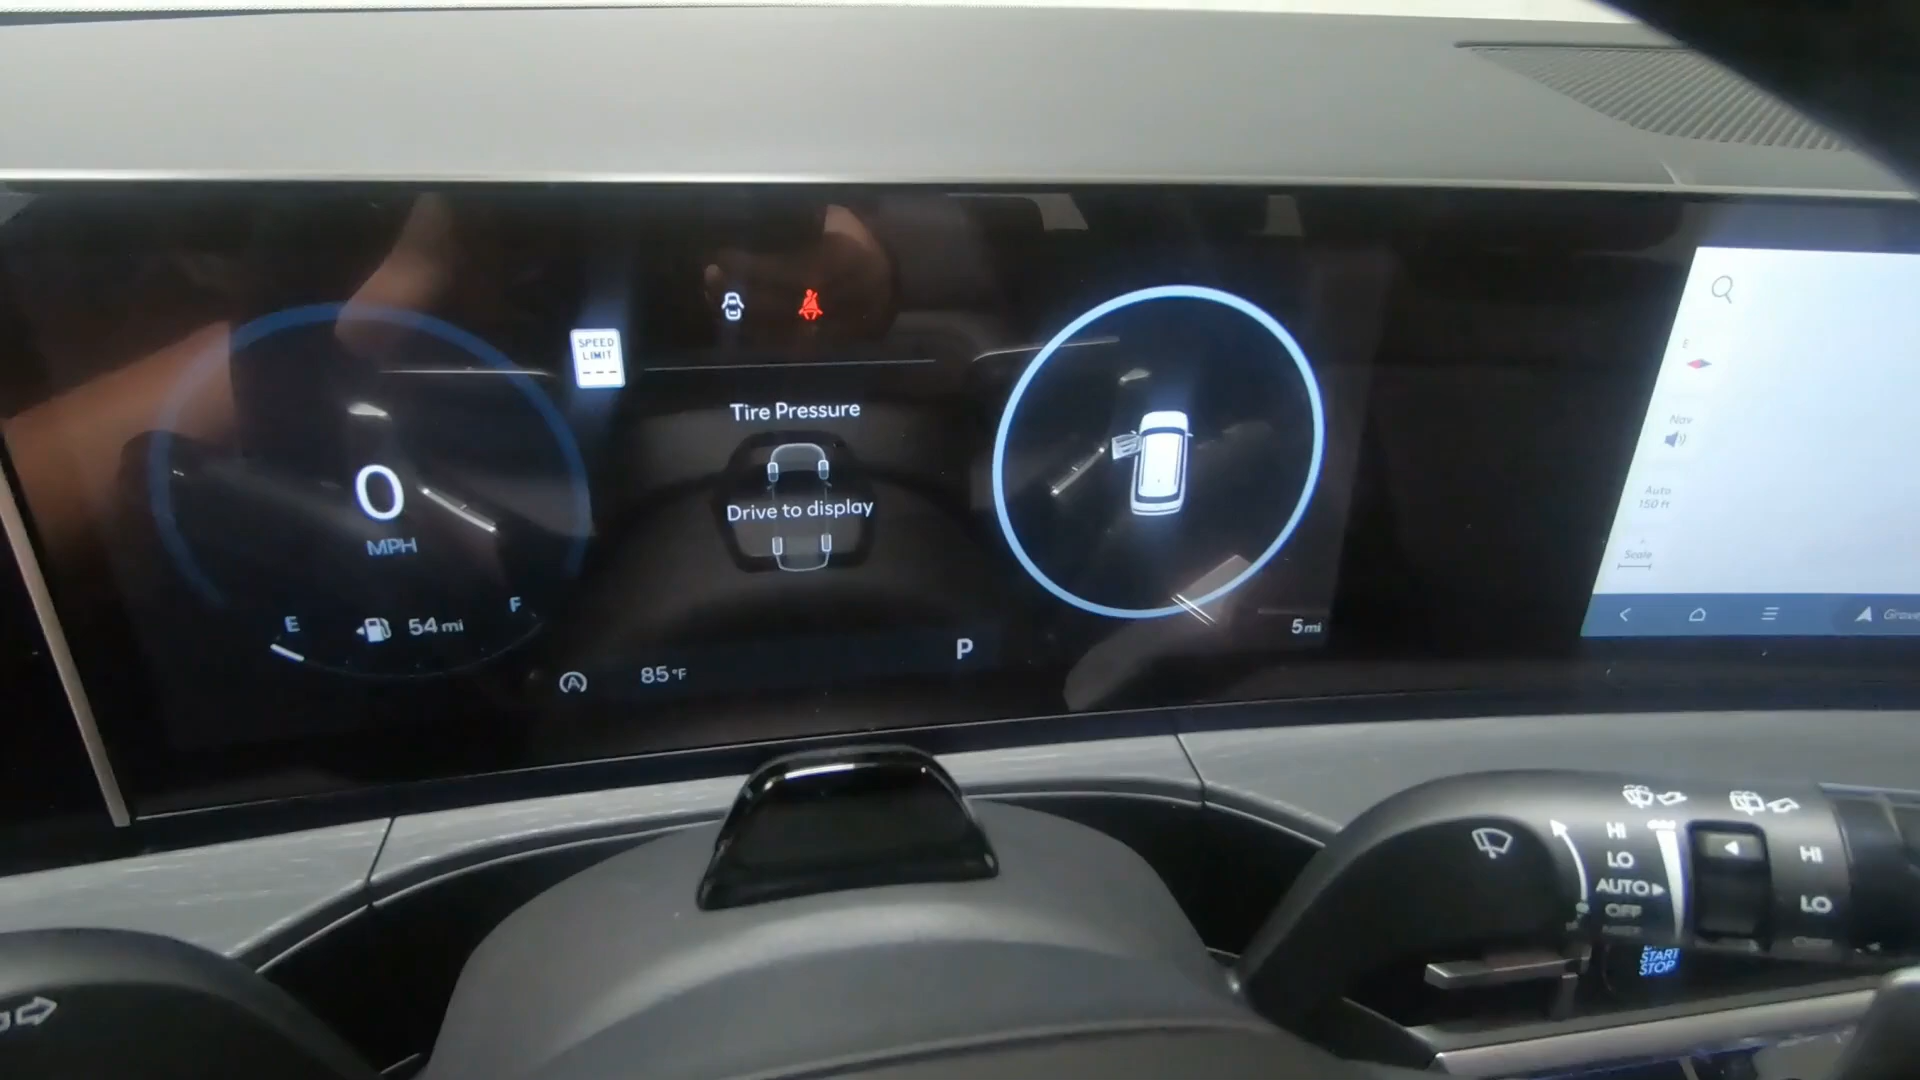 SPEED
LIMIT
---
Tire Pressure
Drive to display
0
MPH
E
F
54 mi
85°F
P
5 mi
E
Nav
Auto
150 ft
Scale
HI
LO
AUTO
OFF
HI
LO
START
STOP